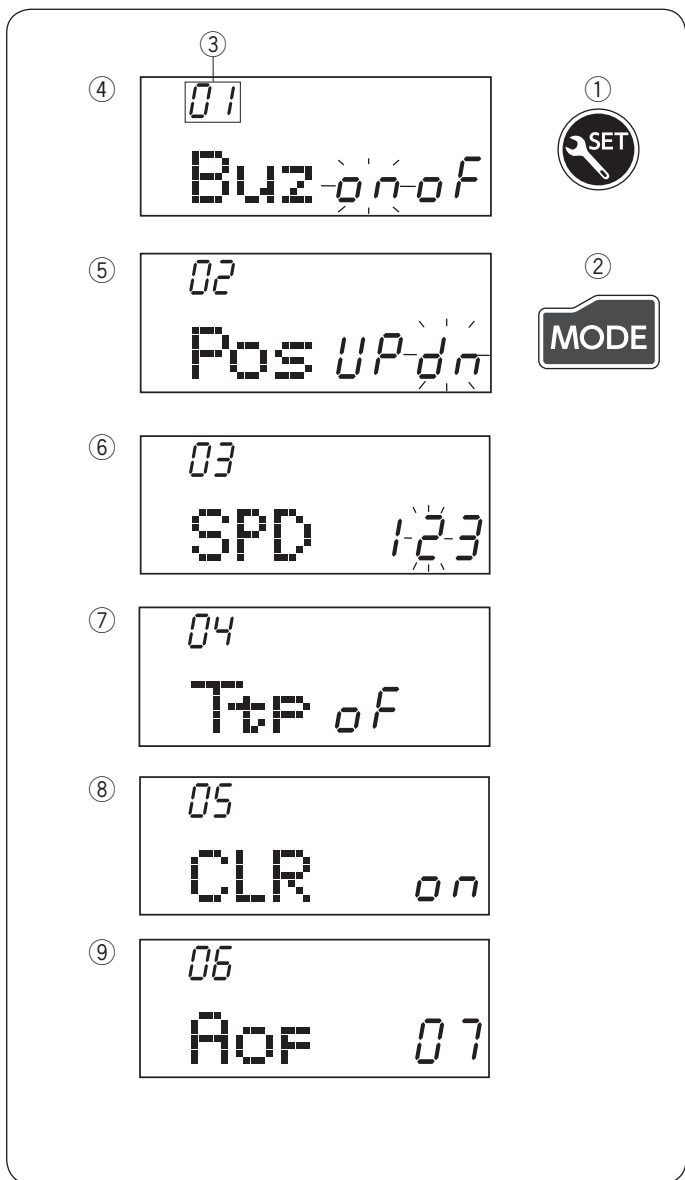 ③
④ 01 ①
SET
Buz on oF
⑤ 02 ②
MODE
Pos UP dn
⑥ 03
SPD 1 2 3
⑦ 04
Ttp oF
⑧ 05
CLR on
⑨ 06
Aof 07